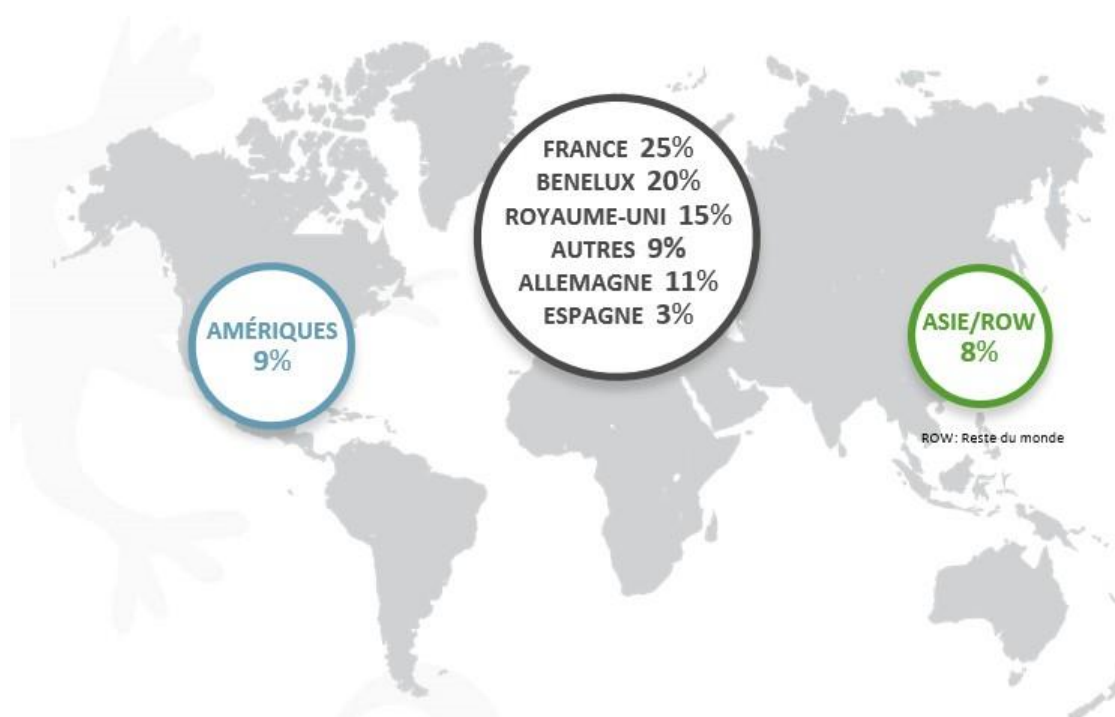 FRANCE 25%
BENELUX 20%
ROYAUME-UNI 15%
AUTRES 9%
ALLEMAGNE 11%
ESPAGNE 3%
AMÉRIQUES
9%
ASIE/ROW
8%
ROW: Reste du monde